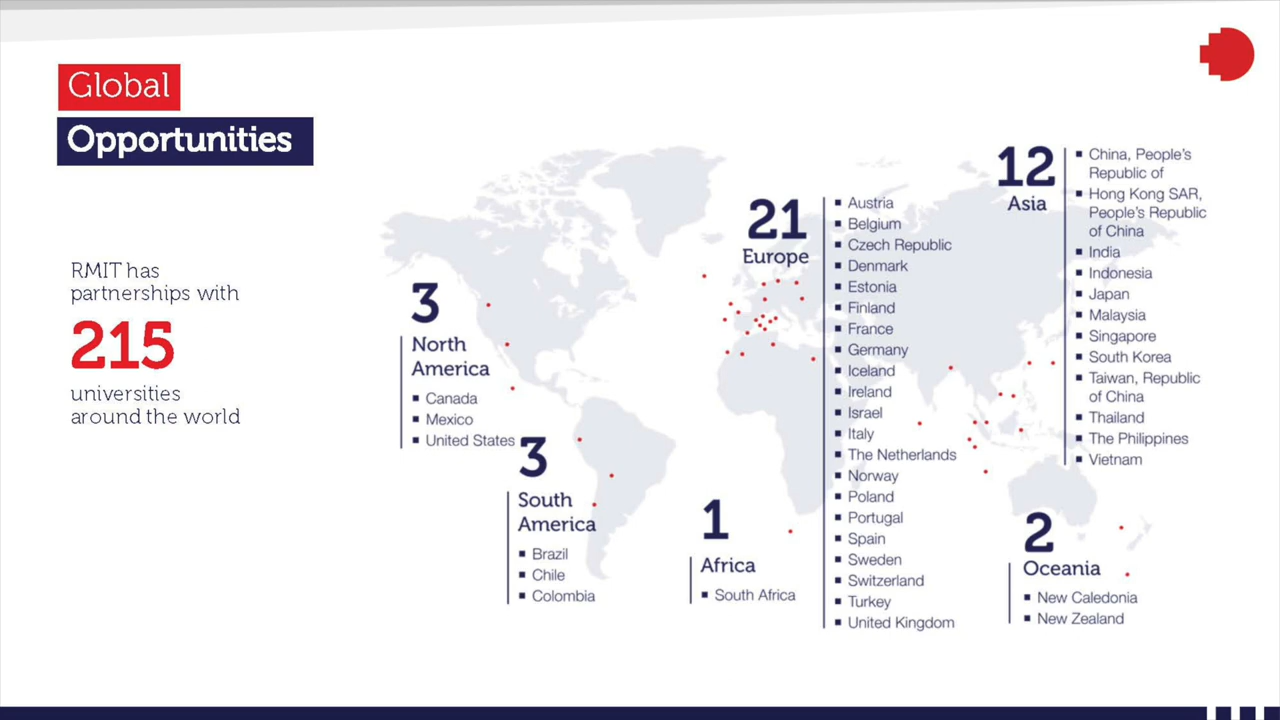 Global
Opportunities
RMIT has
partnerships with
215
universities
around the world
3
North
America
▪ Canada
▪ Mexico
▪ United States
3
South
America
▪ Brazil
▪ Chile
▪ Colombia
1
Africa
▪ South Africa
21
Europe
▪ Austria
▪ Belgium
▪ Czech Republic
▪ Denmark
▪ Estonia
▪ Finland
▪ France
▪ Germany
▪ Iceland
▪ Ireland
▪ Israel
▪ Italy
▪ The Netherlands
▪ Norway
▪ Poland
▪ Portugal
▪ Spain
▪ Sweden
▪ Switzerland
▪ Turkey
▪ United Kingdom
12
Asia
▪ China, People's
Republic of
▪ Hong Kong SAR,
People's Republic
of China
▪ India
▪ Indonesia
▪ Japan
▪ Malaysia
▪ Singapore
▪ South Korea
▪ Taiwan, Republic
of China
▪ Thailand
▪ The Philippines
▪ Vietnam
2
Oceania
▪ New Caledonia
▪ New Zealand